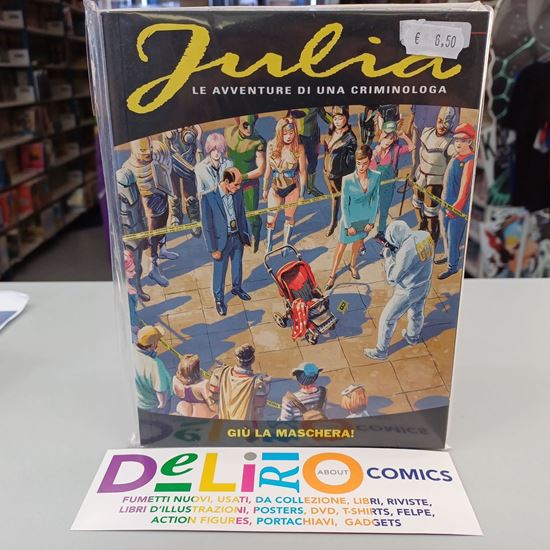 € 6,50
Julia
LE AVVENTURE DI UNA CRIMINOLOGA
GIÙ LA MASCHERA!
DeLiRiO
ABOUT
COMICS
FUMETTI NUOVI, USATI, DA COLLEZIONE, LIBRI, RIVISTE,
LIBRI D'ILLUSTRAZIONI, POSTERS, DVD, T-SHIRTS, FELPE,
ACTION FIGURES, PORTACHIAVI, GADGETS